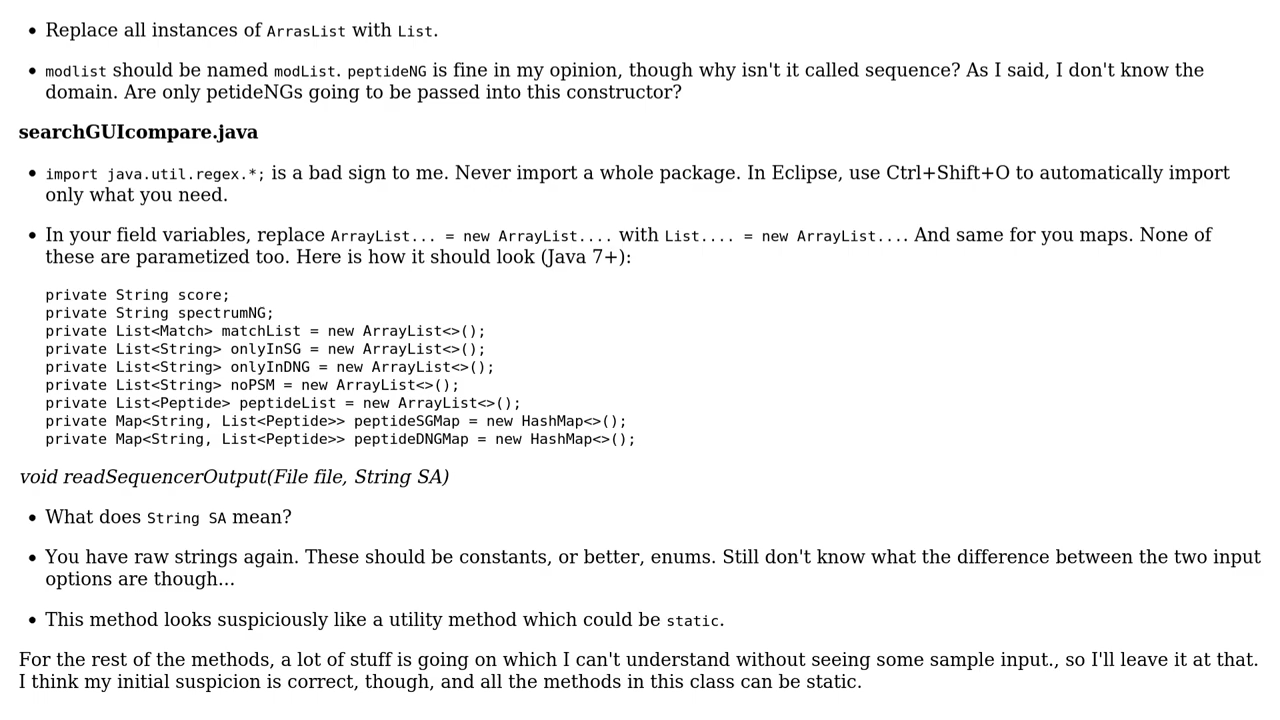 Replace all instances of ArrasList with List.
modlist should be named modList. peptideNG is fine in my opinion, though why isn't it called sequence? As I said, I don't know the
domain. Are only petideNGs going to be passed into this constructor?
searchGUIcompare.java
import java.util.regex.*; is a bad sign to me. Never import a whole package. In Eclipse, use Ctrl+Shift+O to automatically import
only what you need.
In your field variables, replace ArrayList... = new ArrayList.... with List.... = new ArrayList.... And same for you maps. None of
these are parametized too. Here is how it should look (Java 7+):
private String score;
private String spectrumNG;
private List<Match> matchList = new ArrayList<>();
private List<String> onlyInSG = new ArrayList<>();
private List<String> onlyInDNG = new ArrayList<>();
private List<String> noPSM = new ArrayList<>();
private List<Peptide> peptideList = new ArrayList<>();
private Map<String, List<Peptide>> peptideSGMap = new HashMap<>();
private Map<String, List<Peptide>> peptideDNGMap = new HashMap<>();
void readSequencerOutput(File file, String SA)
What does String SA mean?
You have raw strings again. These should be constants, or better, enums. Still don't know what the difference between the two input
options are though...
This method looks suspiciously like a utility method which could be static.
For the rest of the methods, a lot of stuff is going on which I can't understand without seeing some sample input., so I'll leave it at that.
I think my initial suspicion is correct, though, and all the methods in this class can be static.